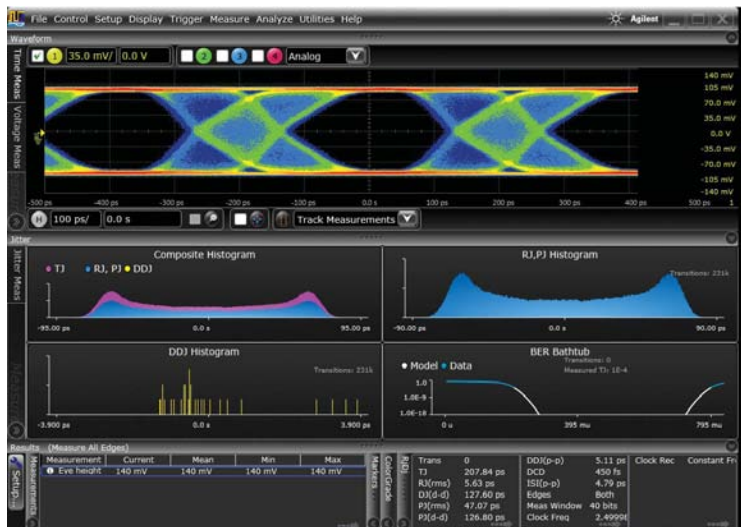 File Control Setup Display Trigger Measure Analyze Utilities Help Agilent
Waveform
Time Meas
Voltage Meas
1 35.0 mV/ 0.0 V 2 3 4 Analog
140 mV
105 mV
70.0 mV
35.0 mV
0.0 V
-35.0 mV
-70.0 mV
-105 mV
-140 mV
-500 ps -400 ps -300 ps -200 ps -100 ps 0.0 s 100 ps 200 ps 300 ps 400 ps 500 ps 1
H 100 ps/ 0.0 s Track Measurements
Jitter
Jitter Meas
Composite Histogram
TJ RJ, PJ DDJ
-95.00 ps 0.0 s 95.00 ps
RJ,PJ Histogram
Transitions: 231k
-90.00 ps 0.0 s 90.00 ps
DDJ Histogram
Transitions: 231k
-3.900 ps 0.0 s 3.900 ps
BER Bathtub
Transitions: 0
Model Data
Measured TJ: 1E-4
1.0
1.0E-9
1.0E-18
0 u 395 mu 795 mu
Results (Measure All Edges)
Setup...
Measurements
Measurement Current Mean Min Max
Eye height 140 mV 140 mV 140 mV 140 mV
Markers
ColorGrade
RJDJ
Trans 0 DDJ(p-p) 5.11 ps Clock Rec Constant Fr
TJ 207.84 ps DCD 450 fs
RJ(rms) 5.63 ps ISI(p-p) 4.79 ps
DJ(d-d) 127.60 ps Edges Both
PJ(rms) 47.07 ps Meas Window 40 bits
PJ(d-d) 126.80 ps Clock Freq 2.4999